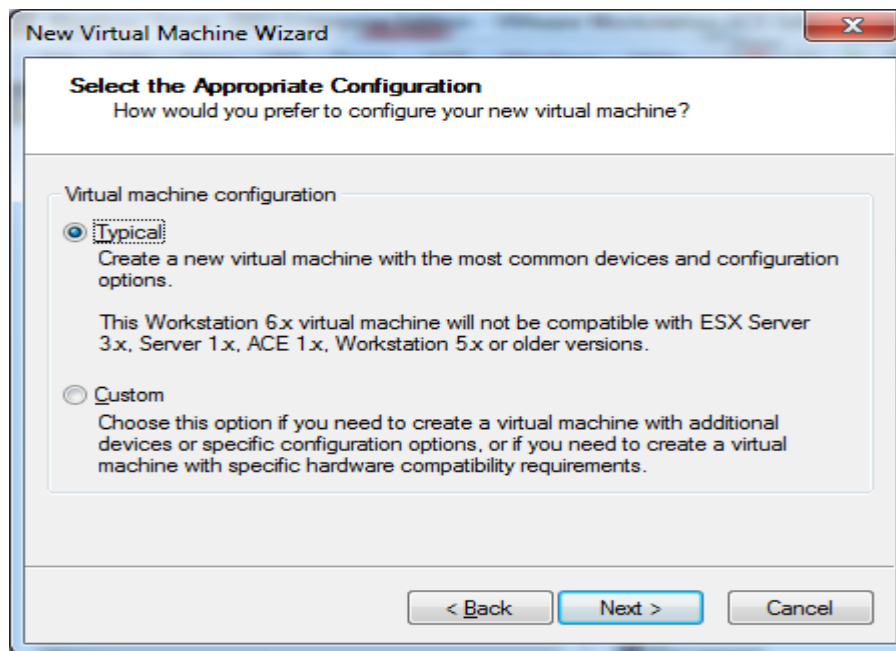 New Virtual Machine Wizard
Select the Appropriate Configuration
How would you prefer to configure your new virtual machine?
Virtual machine configuration
Typical
Create a new virtual machine with the most common devices and configuration
options.
This Workstation 6.x virtual machine will not be compatible with ESX Server
3.x, Server 1.x, ACE 1.x, Workstation 5.x or older versions.
Custom
Choose this option if you need to create a virtual machine with additional
devices or specific configuration options, or if you need to create a virtual
machine with specific hardware compatibility requirements.
< Back Next > Cancel